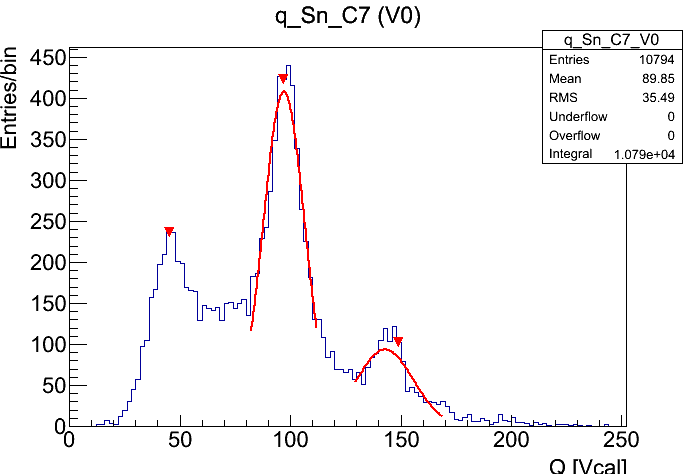 q_Sn_C7 (V0)
q_Sn_C7_V0
Entries 10794
Mean 89.85
RMS 35.49
Underflow 0
Overflow 0
Integral 1.079e+04
Entries/bin
450
400
350
300
250
200
150
100
50
0
0 50 100 150 200 250
Q [Vcal]